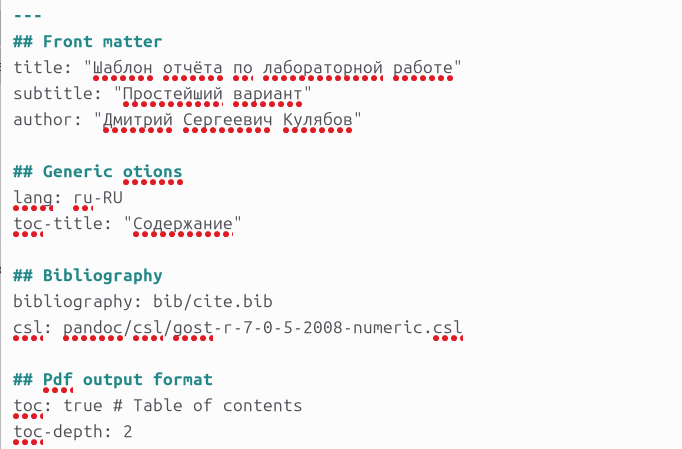 ---
## Front matter
title: "Шаблон отчёта по лабораторной работе"
subtitle: "Простейший вариант"
author: "Дмитрий Сергеевич Кулябов"
## Generic otions
lang: ru-RU
toc-title: "Содержание"
## Bibliography
bibliography: bib/cite.bib
csl: pandoc/csl/gost-r-7-0-5-2008-numeric.csl
## Pdf output format
toc: true # Table of contents
toc-depth: 2